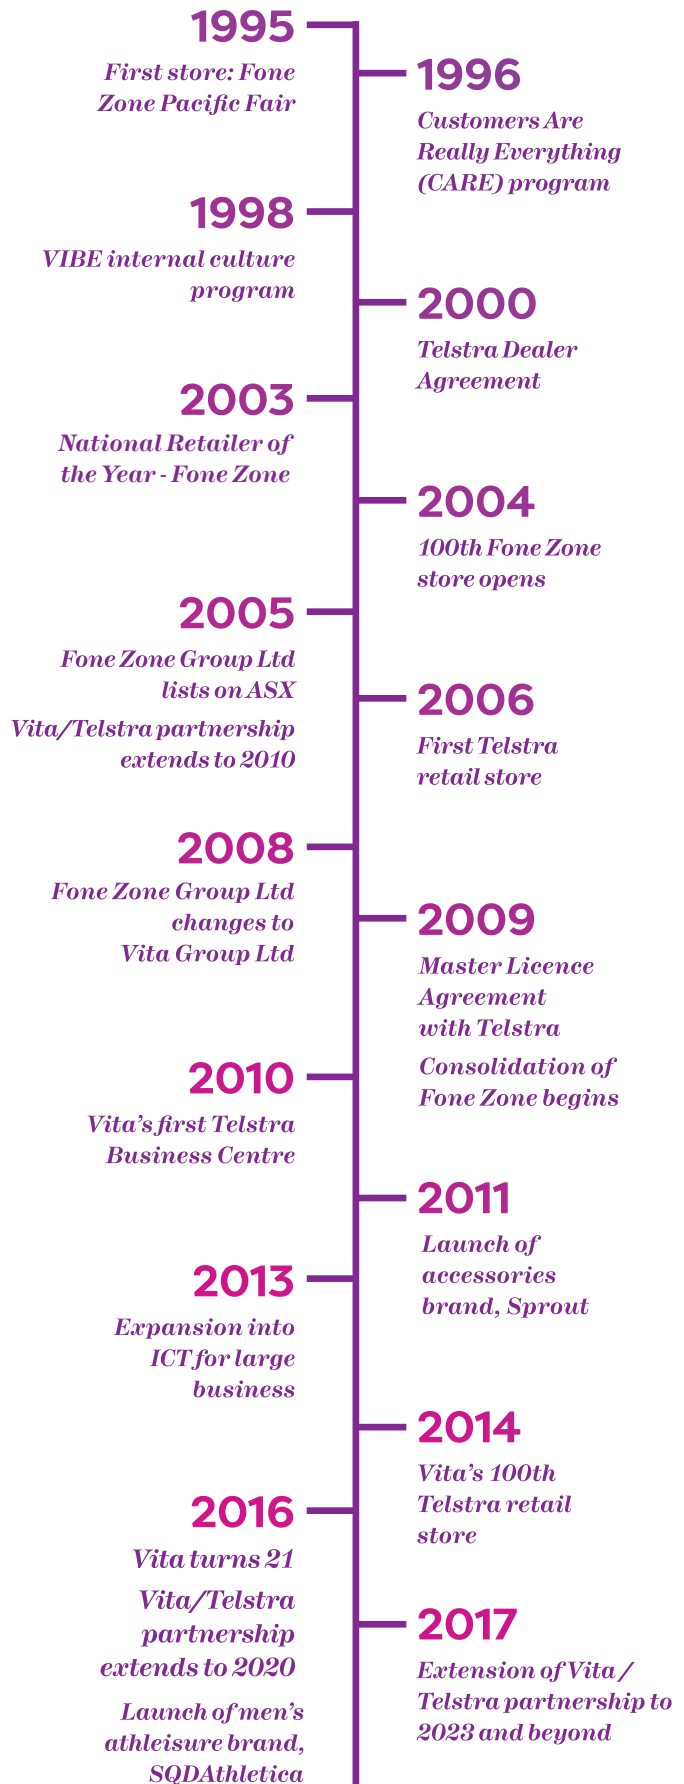 1995
First store: Fone
Zone Pacific Fair
1996
Customers Are
Really Everything
(CARE) program
1998
VIBE internal culture
program
2000
Telstra Dealer
Agreement
2003
National Retailer of
the Year - Fone Zone
2004
100th Fone Zone
store opens
2005
Fone Zone Group Ltd
lists on ASX
Vita/Telstra partnership
extends to 2010
2006
First Telstra
retail store
2008
Fone Zone Group Ltd
changes to
Vita Group Ltd
2009
Master Licence
Agreement
with Telstra
Consolidation of
Fone Zone begins
2010
Vita’s first Telstra
Business Centre
2011
Launch of
accessories
brand, Sprout
2013
Expansion into
ICT for large
business
2014
Vita’s 100th
Telstra retail
store
2016
Vita turns 21
Vita/Telstra
partnership
extends to 2020
Launch of men’s
athleisure brand,
SQDAthletica
2017
Extension of Vita /
Telstra partnership to
2023 and beyond